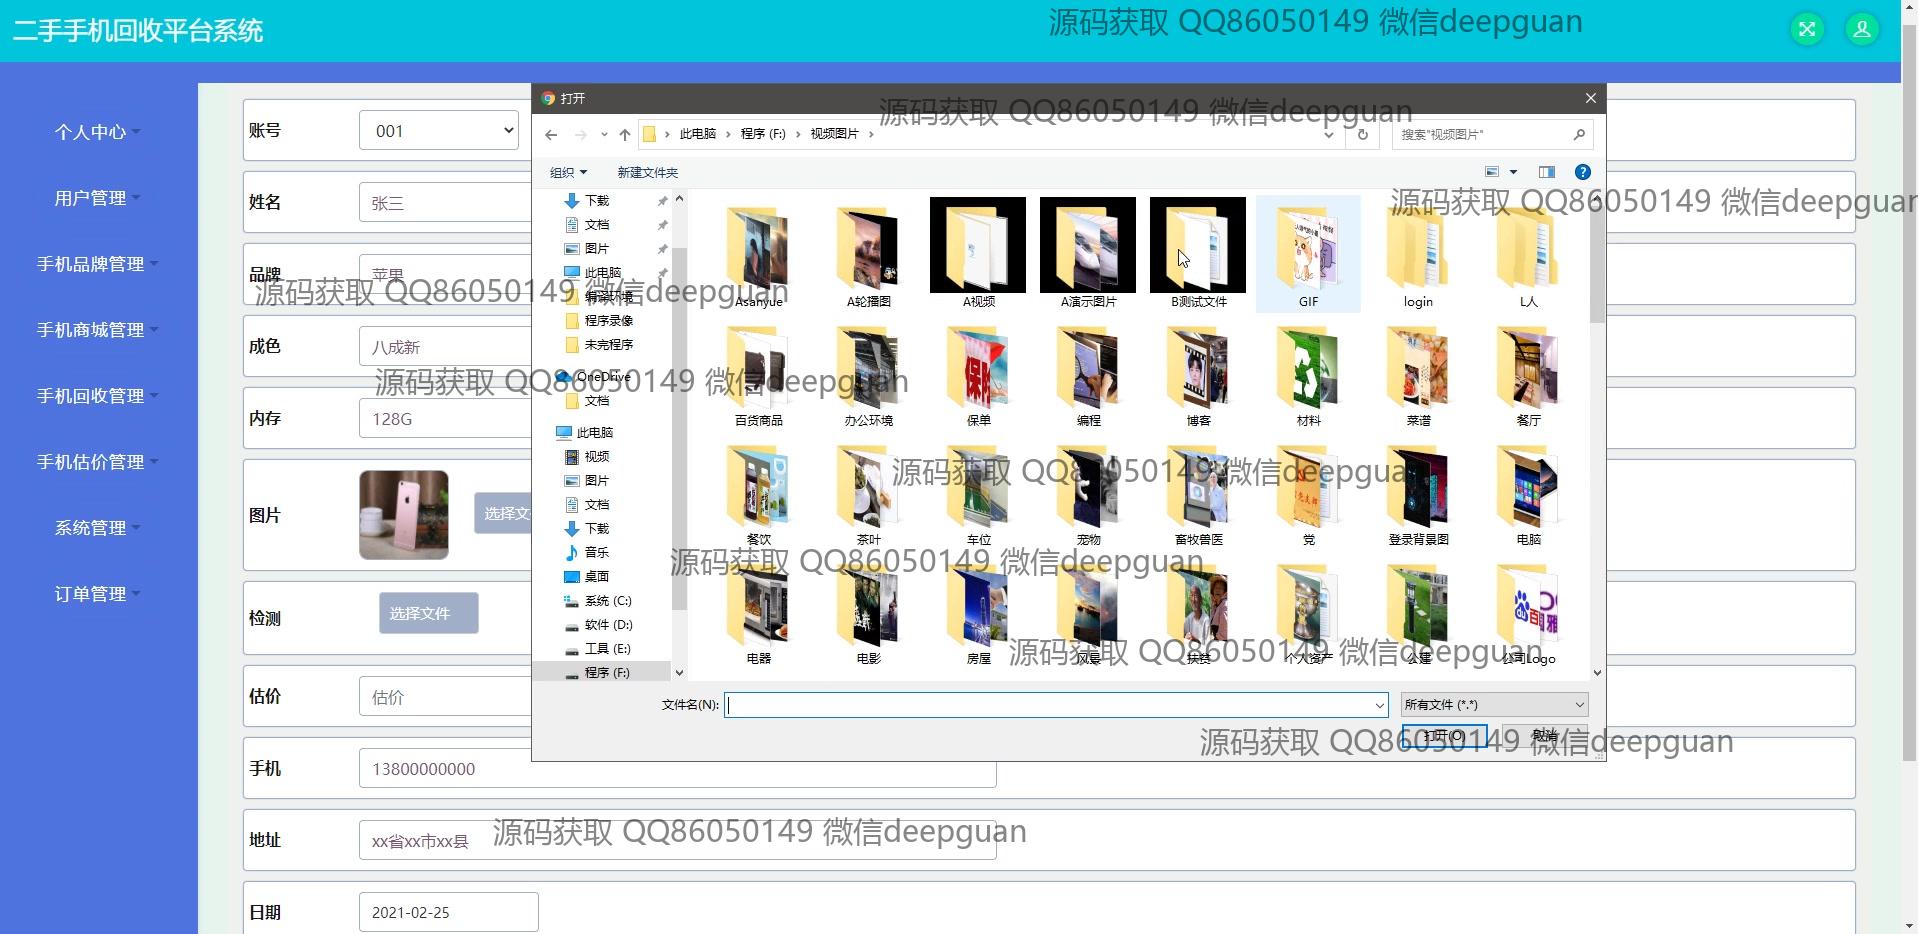 二手手机回收平台系统
源码获取 QQ86050149 微信deepguan
个人中心
用户管理
手机品牌管理
手机商城管理
手机回收管理
手机估价管理
系统管理
订单管理
账号
001
姓名
张三
品牌
苹果
源码获取 QQ86050149 微信deepguan
成色
八成新
源码获取 QQ86050149 微信deepguan
内存
128G
图片
选择文
检测
选择文件
估价
估价
手机
13800000000
地址
xx省xx市xx县
源码获取 QQ86050149 微信deepguan
日期
2021-02-25
打开
源码获取 QQ86050149 微信deepguan
此电脑
程序 (F:)
视频图片
搜索"视频图片"
组织
新建文件夹
源码获取 QQ86050149 微信deepguan
下载
文档
图片
此电脑
编译环境
程序录像
未完程序
OneDrive
文档
此电脑
视频
图片
文档
下载
音乐
桌面
系统 (C:)
软件 (D:)
工具 (E:)
程序 (F:)
Asanyue
A轮播图
A视频
A演示图片
B测试文件
GIF
login
L人
百货商品
办公环境
保单
编程
博客
材料
菜谱
餐厅
源码获取 QQ86050149 微信deepguan
餐饮
茶叶
车位
宠物
畜牧兽医
党
登录背景图
电脑
源码获取 QQ86050149 微信deepguan
电器
电影
房屋
风景
扶贫
个人资产
公建
公司Logo
源码获取 QQ86050149 微信deepguan
文件名(N):
所有文件 (*.*)
打开(O)
取消
源码获取 QQ86050149 微信deepguan